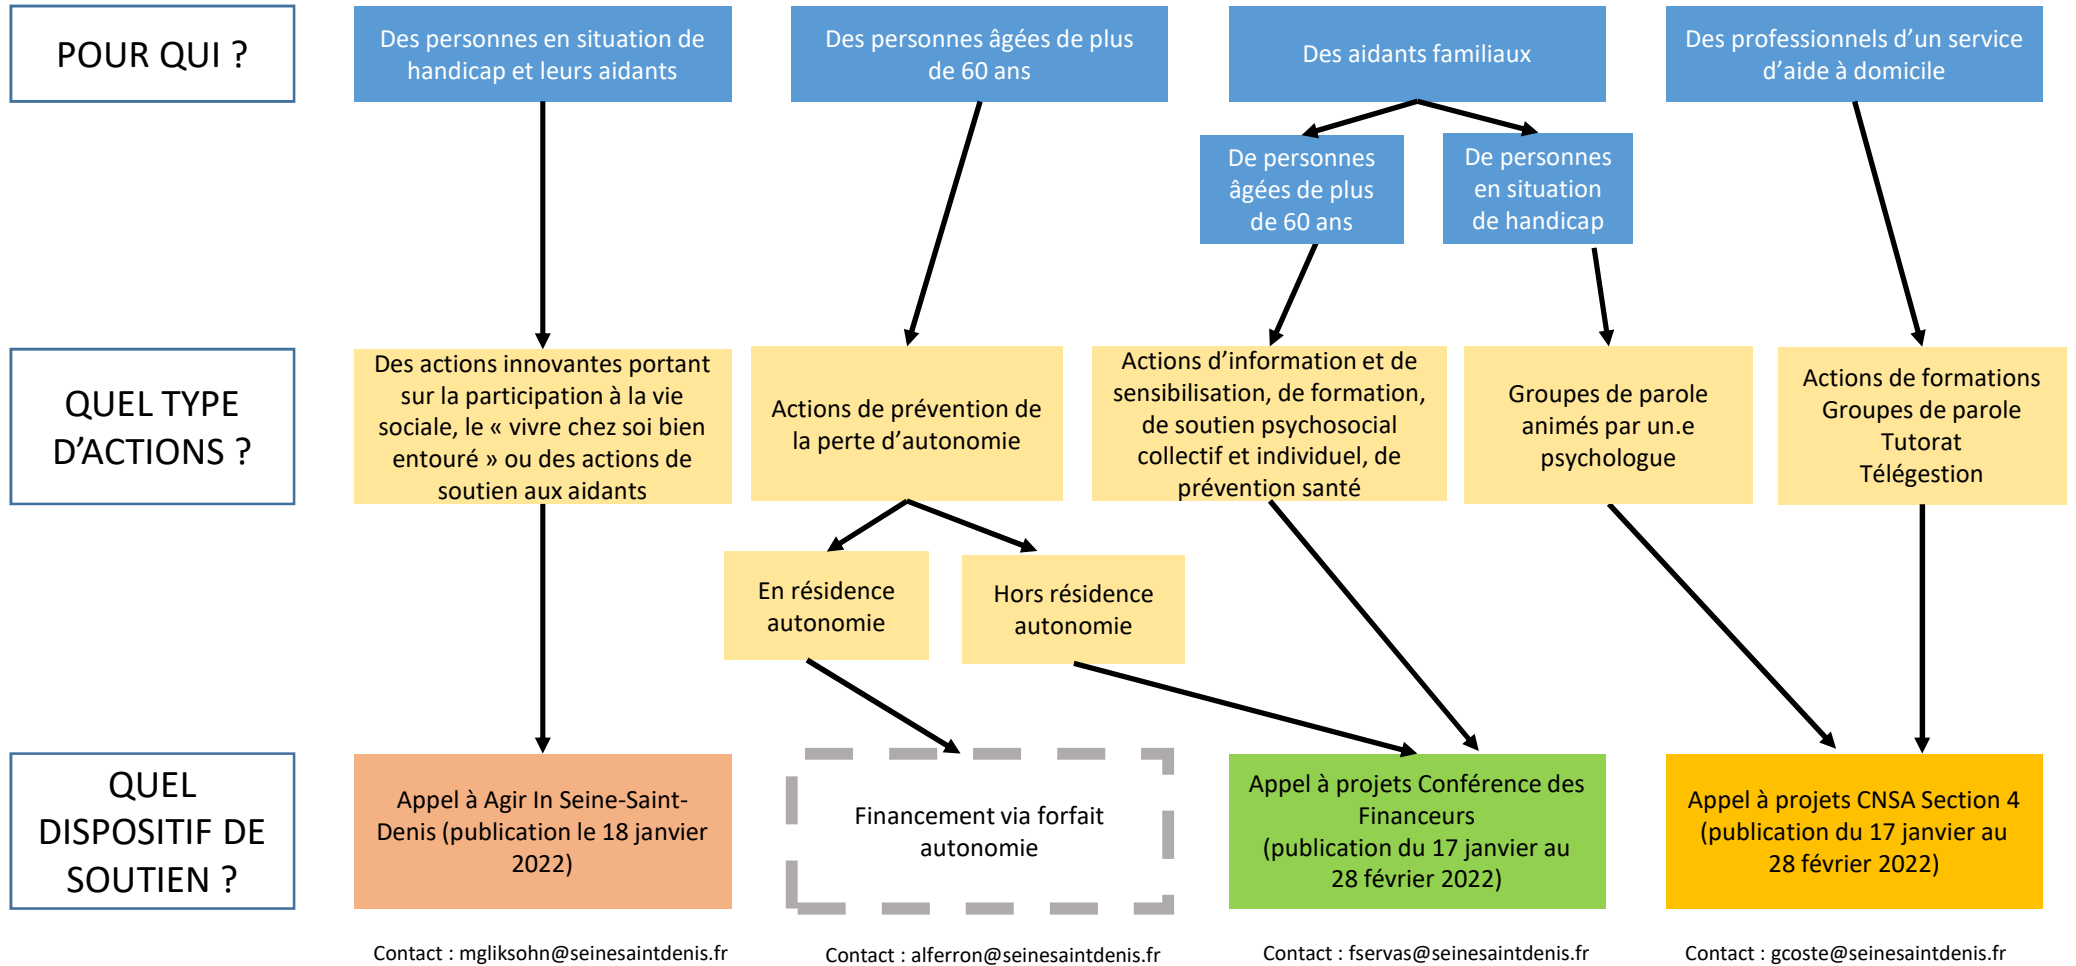 POUR QUI ?
Des personnes en situation de
handicap et leurs aidants
Des personnes âgées de plus
de 60 ans
Des aidants familiaux
Des professionnels d’un service
d’aide à domicile
De personnes
âgées de plus
de 60 ans
De personnes
en situation
de handicap
QUEL TYPE
D’ACTIONS ?
Des actions innovantes portant
sur la participation à la vie
sociale, le « vivre chez soi bien
entouré » ou des actions de
soutien aux aidants
Actions de prévention de
la perte d’autonomie
Actions d’information et de
sensibilisation, de formation,
de soutien psychosocial
collectif et individuel, de
prévention santé
Groupes de parole
animés par un.e
psychologue
Actions de formations
Groupes de parole
Tutorat
Télégestion
En résidence
autonomie
Hors résidence
autonomie
QUEL
DISPOSITIF DE
SOUTIEN ?
Appel à Agir In Seine-Saint-
Denis (publication le 18 janvier
2022)
Financement via forfait
autonomie
Appel à projets Conférence des
Financeurs
(publication du 17 janvier au
28 février 2022)
Appel à projets CNSA Section 4
(publication du 17 janvier au
28 février 2022)
Contact : mgliksohn@seinesaintdenis.fr
Contact : alferron@seinesaintdenis.fr
Contact : fservas@seinesaintdenis.fr
Contact : gcoste@seinesaintdenis.fr